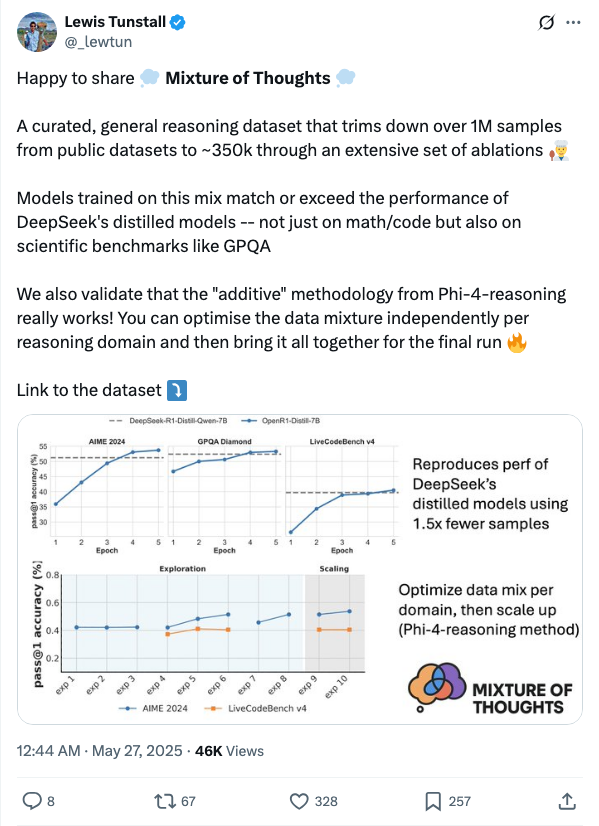 Lewis Tunstall
@_lewtun
Happy to share 💭 Mixture of Thoughts 💭
A curated, general reasoning dataset that trims down over 1M samples
from public datasets to ~350k through an extensive set of ablations 👨‍🍳
Models trained on this mix match or exceed the performance of
DeepSeek's distilled models -- not just on math/code but also on
scientific benchmarks like GPQA
We also validate that the "additive" methodology from Phi-4-reasoning
really works! You can optimise the data mixture independently per
reasoning domain and then bring it all together for the final run 🔥
Link to the dataset ⤵️
DeepSeek-R1-Distill-Qwen-7B OpenR1-Distill-7B
AIME 2024 GPQA Diamond LiveCodeBench v4
pass@1 accuracy (%)
55
50
45
40
35
30
1 2 3 4 5 1 2 3 4 5 1 2 3 4 5
Epoch Epoch Epoch
Reproduces perf of
DeepSeek's
distilled models using
1.5x fewer samples
Exploration Scaling
pass@1 accuracy (%)
0.8
0.6
0.4
0.2
exp 1 exp 2 exp 3 exp 4 exp 5 exp 6 exp 7 exp 8 exp 9 exp 10
AIME 2024 LiveCodeBench v4
Optimize data mix per
domain, then scale up
(Phi-4-reasoning method)
MIXTURE OF
THOUGHTS
12:44 AM · May 27, 2025 · 46K Views
8 67 328 257